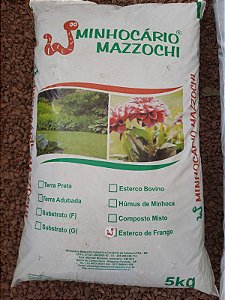 MINHOCÁRIO®
MAZZOCHI
Terra Preta
Terra Adubada
Substrato (F)
Substrato (G)
Esterco Bovino
Húmus de Minhoca
Composto Misto
Esterco de Frango
5kg
MINHOCÁRIO MAZZOCHI